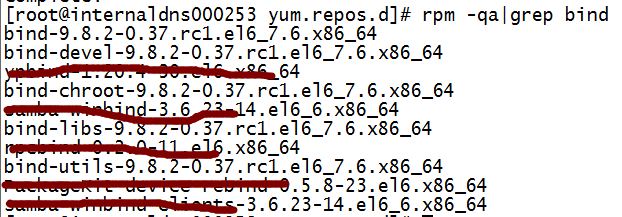 [root@internaldns000253 yum.repos.d]# rpm -qa|grep bind
bind-9.8.2-0.37.rc1.el6_7.6.x86_64
bind-devel-9.8.2-0.37.rc1.el6_7.6.x86_64
ypbind-1.20.4-30.el6.x86_64
bind-chroot-9.8.2-0.37.rc1.el6_7.6.x86_64
samba-winbind-3.6.23-14.el6_6.x86_64
bind-libs-9.8.2-0.37.rc1.el6_7.6.x86_64
rpcbind-0.2.0-11.el6.x86_64
bind-utils-9.8.2-0.37.rc1.el6_7.6.x86_64
PackageKit-device-rebind-0.5.8-23.el6.x86_64
samba-winbind-clients-3.6.23-14.el6_6.x86_64